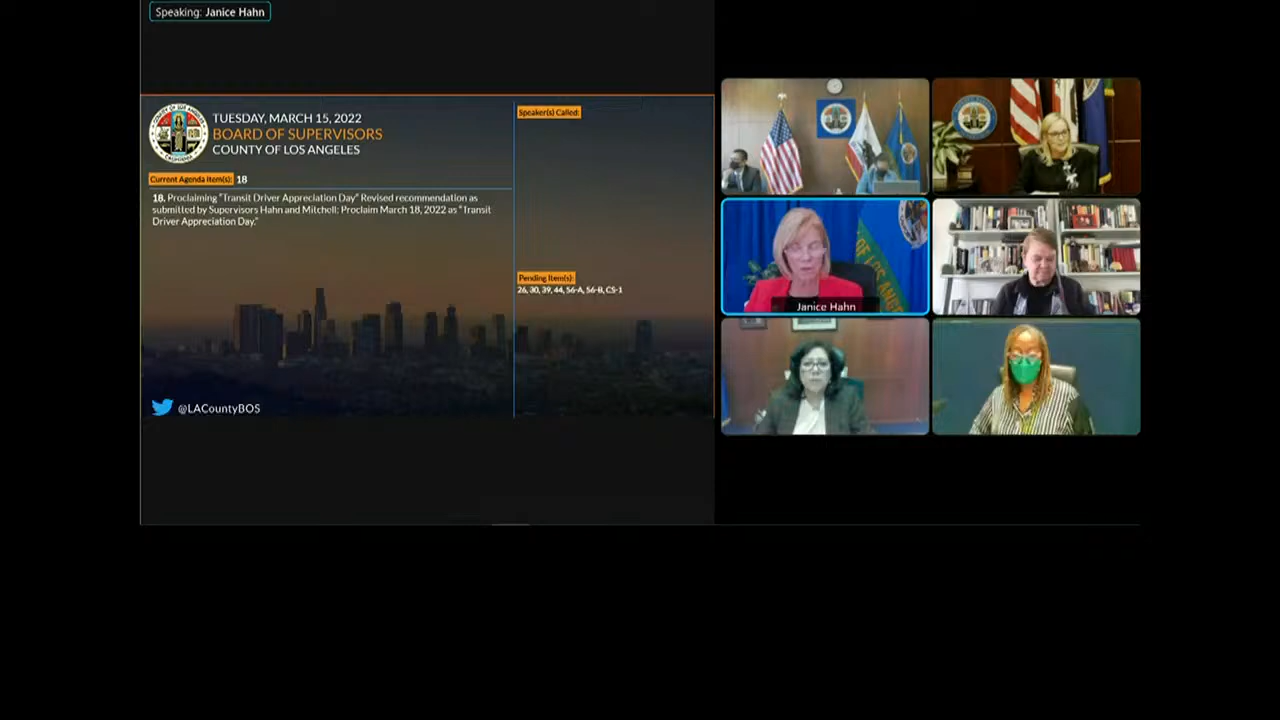 Speaking: Janice Hahn
TUESDAY, MARCH 15, 2022
BOARD OF SUPERVISORS
COUNTY OF LOS ANGELES
Current Agenda Item(s): 18
18. Proclaiming "Transit Driver Appreciation Day" Revised recommendation as
submitted by Supervisors Hahn and Mitchell: Proclaim March 18, 2022 as "Transit
Driver Appreciation Day."
Speaker(s) Called:
Pending Item(s):
26, 30, 39, 44, 56-A, 56-B, CS-1
@LACountyBOS
Janice Hahn
OF LOS ANGE